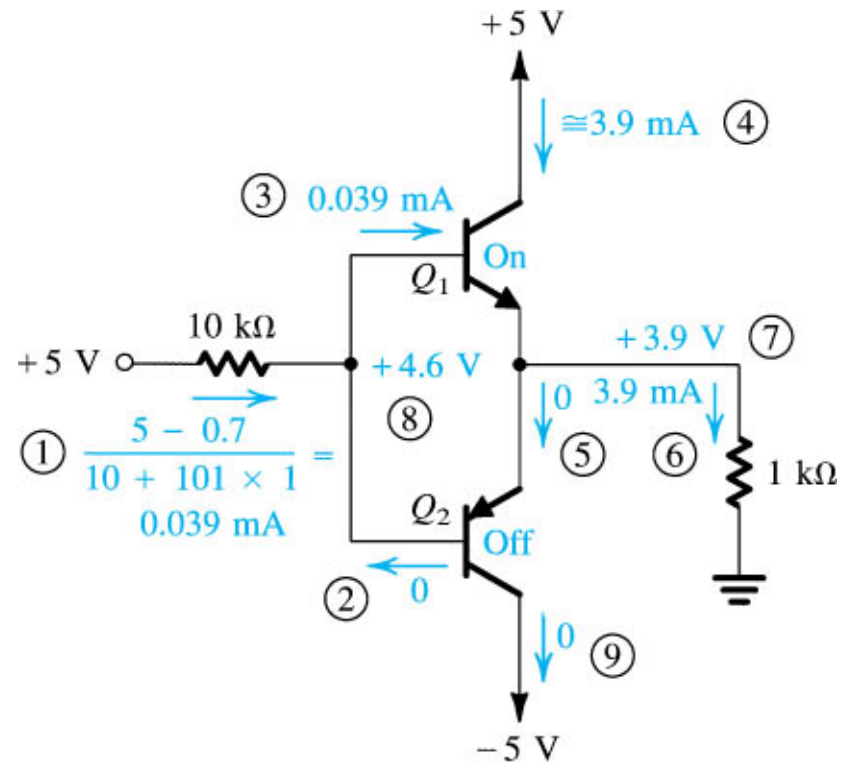 +5 V
≅3.9 mA ④
③ 0.039 mA
On
Q₁
10 kΩ
+3.9 V ⑦
+5 V
+4.6 V
0 3.9 mA
⑧
① 5 − 0.7
10 + 101 × 1 =
0.039 mA
⑤ ⑥ 1 kΩ
Q₂
Off
② 0
0 ⑨
−5 V